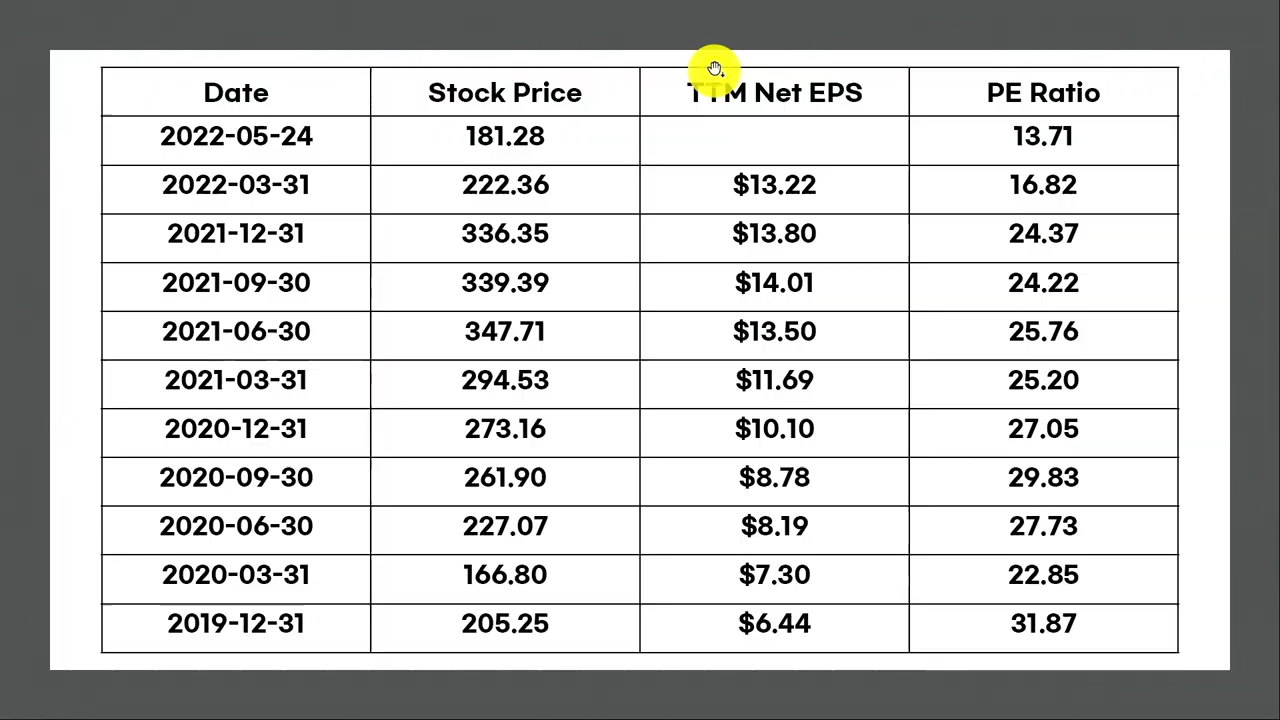 Date Stock Price TTM Net EPS PE Ratio
2022-05-24 181.28 13.71
2022-03-31 222.36 $13.22 16.82
2021-12-31 336.35 $13.80 24.37
2021-09-30 339.39 $14.01 24.22
2021-06-30 347.71 $13.50 25.76
2021-03-31 294.53 $11.69 25.20
2020-12-31 273.16 $10.10 27.05
2020-09-30 261.90 $8.78 29.83
2020-06-30 227.07 $8.19 27.73
2020-03-31 166.80 $7.30 22.85
2019-12-31 205.25 $6.44 31.87